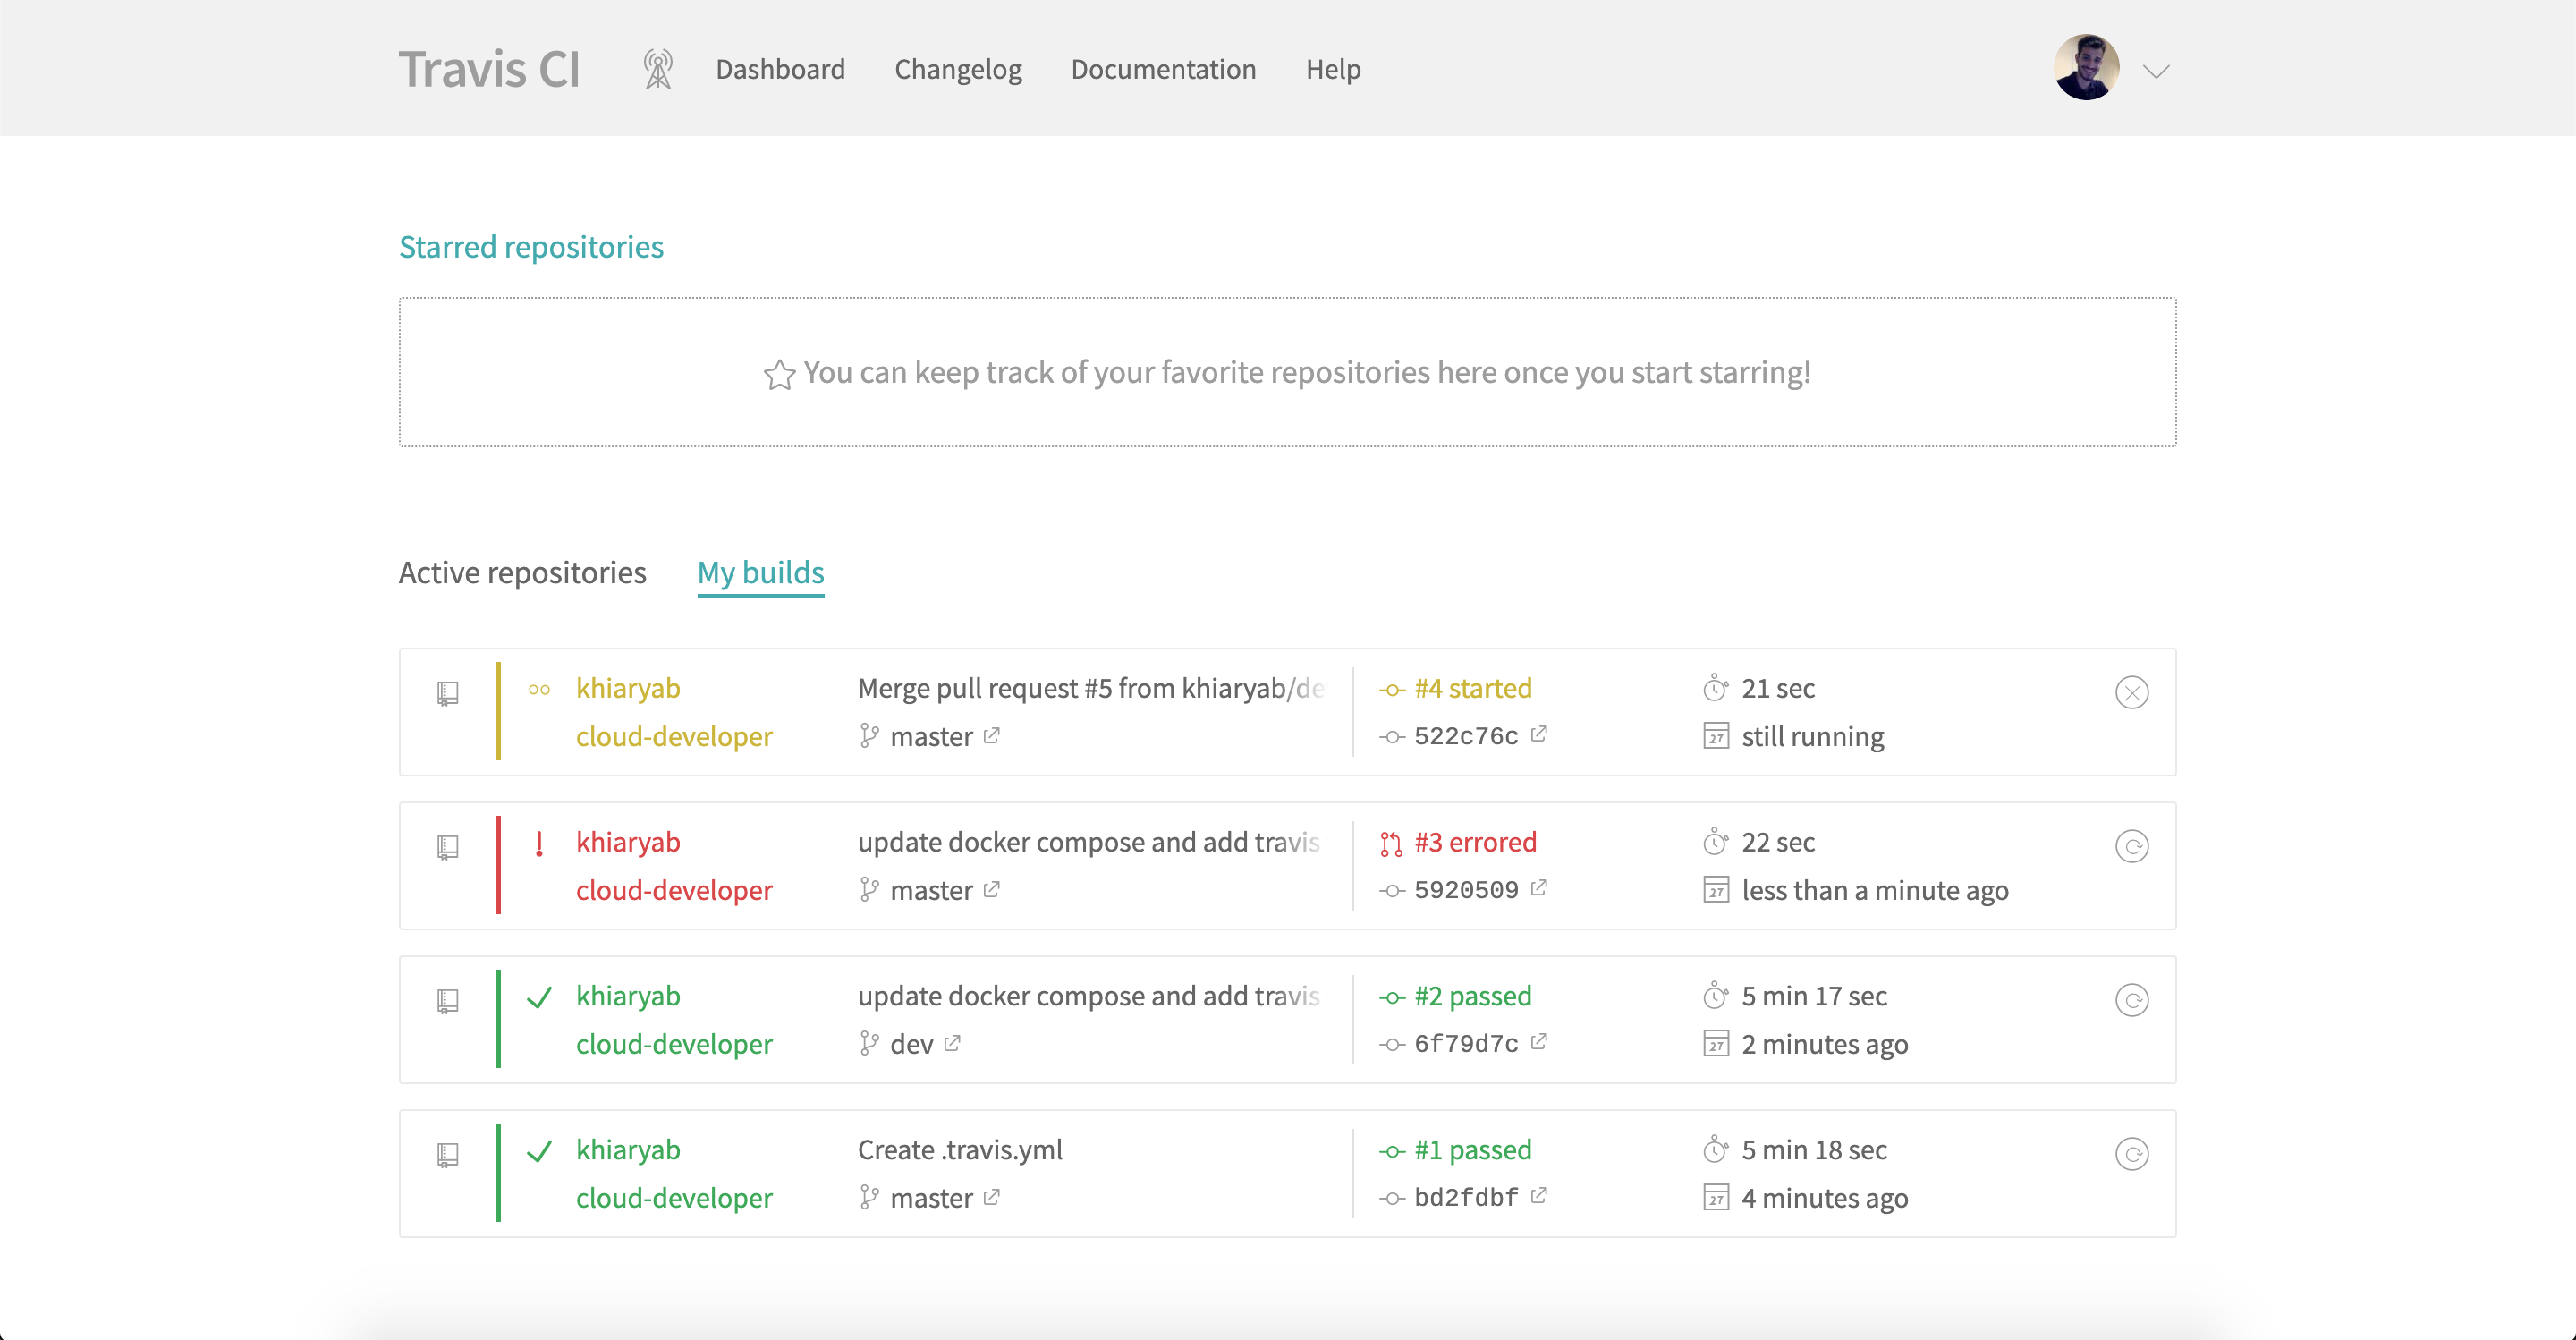 Travis CI Dashboard Changelog Documentation Help
Starred repositories
You can keep track of your favorite repositories here once you start starring!
Active repositories My builds
khiaryab Merge pull request #5 from khiaryab/de #4 started 21 sec
cloud-developer master 522c76c 27 still running
! khiaryab update docker compose and add travis #3 errored 22 sec
cloud-developer master 5920509 27 less than a minute ago
khiaryab update docker compose and add travis #2 passed 5 min 17 sec
cloud-developer dev 6f79d7c 27 2 minutes ago
khiaryab Create .travis.yml #1 passed 5 min 18 sec
cloud-developer master bd2fdbf 27 4 minutes ago